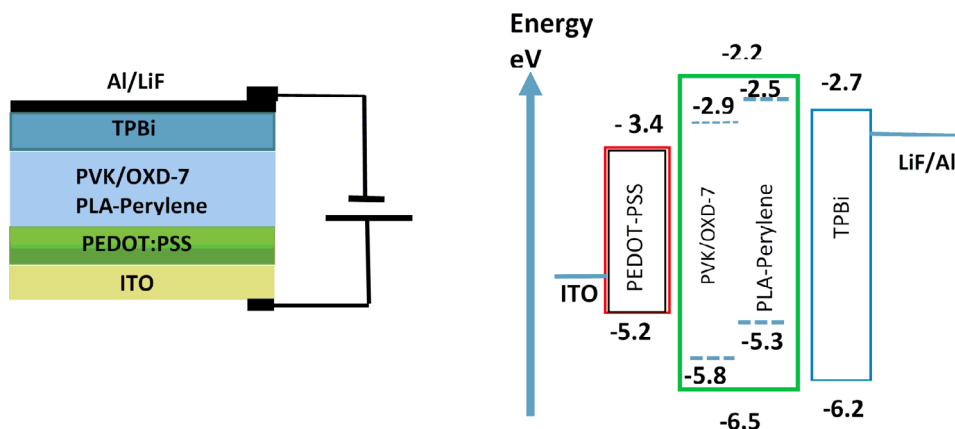 Al/LiF
TPBi
PVK/OXD-7
PLA-Perylene
PEDOT:PSS
ITO
Energy
eV
-2.2
-2.5
-2.7
-2.9
- 3.4
LiF/Al
PEDOT-PSS
PVK/OXD-7
PLA-Perylene
TPBi
ITO
-5.2
-5.3
-5.8
-6.2
-6.5